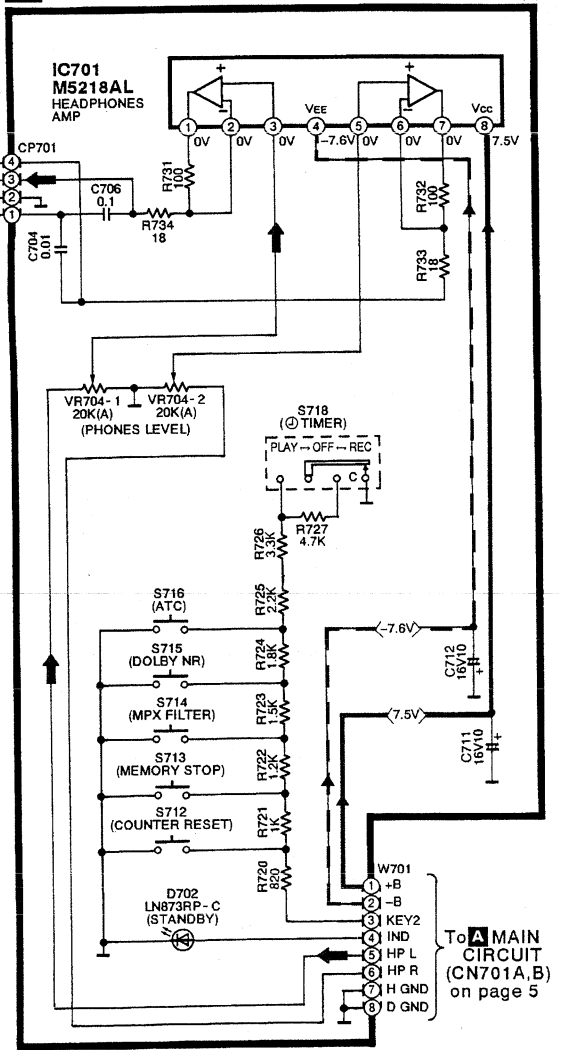 IC701
M5218AL
HEADPHONES
AMP
+
+
−
−
VEE
VCC
1
2
3
4
5
6
7
8
0V
0V
0V
−7.6V
0V
0V
0V
7.5V
CP701
4
3
2
1
C706
0.1
R731
100
R734
18
C704
0.01
R732
100
R733
18
VR704-1
20K(A)
VR704-2
20K(A)
(PHONES LEVEL)
S718
(TIMER)
PLAY↔OFF↔REC
C
R727
4.7K
R726
3.3K
R725
2.2K
S716
(ATC)
R724
1.8K
S715
(DOLBY NR)
R723
1.5K
S714
(MPX FILTER)
R722
1.2K
S713
(MEMORY STOP)
R721
1K
S712
(COUNTER RESET)
R720
820
−7.6V
C712
16V10
+
7.5V
C711
16V10
+
D702
LN873RP-C
(STANDBY)
W701
1 +B
2 −B
3 KEY2
4 IND
5 HP L
6 HP R
7 H GND
8 D GND
To A MAIN
CIRCUIT
(CN701A,B)
on page 5